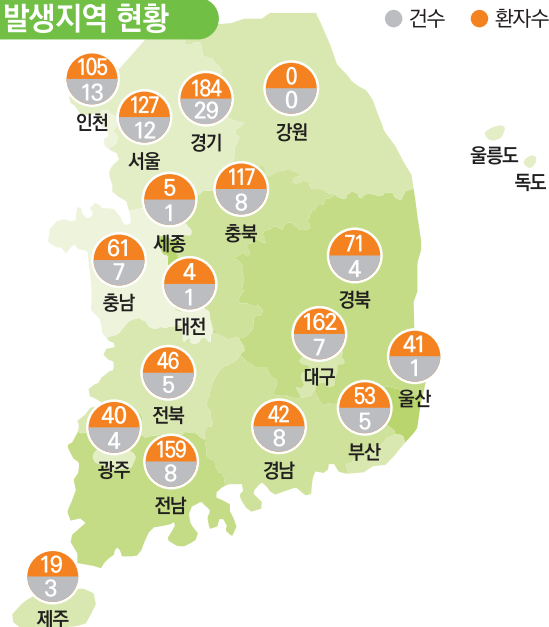 발생지역 현황
건수 환자수
105
13
인천
127
12
서울
184
29
경기
0
0
강원
울릉도
독도
5
1
세종
117
8
충북
61
7
충남
4
1
대전
71
4
경북
162
7
대구
41
1
울산
46
5
전북
40
4
광주
159
8
전남
42
8
경남
53
5
부산
19
3
제주